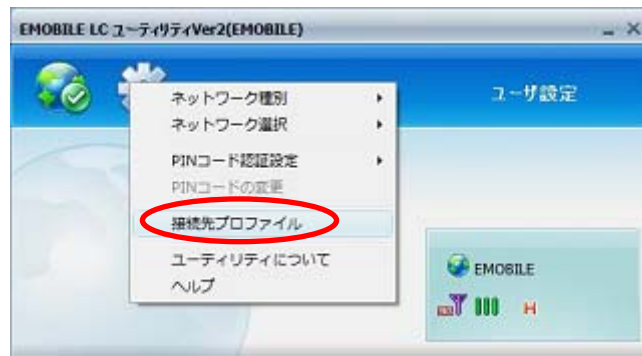 EMOBILE LC ユーティリティVer2(EMOBILE)
ユーザ設定
ネットワーク種別
ネットワーク選択
PINコード認証設定
PINコードの変更
接続先プロファイル
ユーティリティについて
ヘルプ
EMOBILE
H